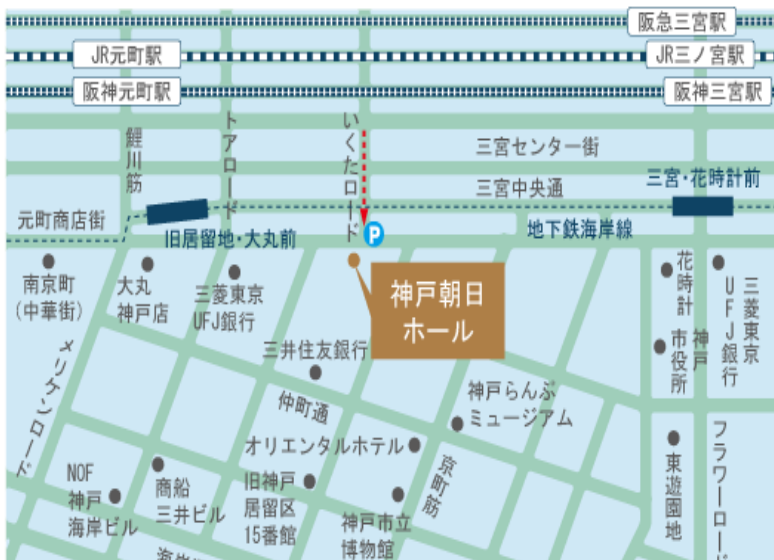 阪急三宮駅
JR元町駅
JR三ノ宮駅
阪神元町駅
阪神三宮駅
鯉川筋
トアロード
いくたロード
三宮センター街
三宮中央通
三宮・花時計前
元町商店街
旧居留地・大丸前
P
地下鉄海岸線
南京町
(中華街)
大丸
神戸店
三菱東京
UFJ銀行
神戸朝日
ホール
花時計
三菱東京
UFJ銀行
神戸
市役所
三井住友銀行
メリケンロード
仲町通
神戸らんぷ
ミュージアム
オリエンタルホテル
京町筋
東遊園地
フラワーロード
NOF
神戸
海岸ビル
商船
三井ビル
旧神戸
居留区
15番館
神戸市立
博物館